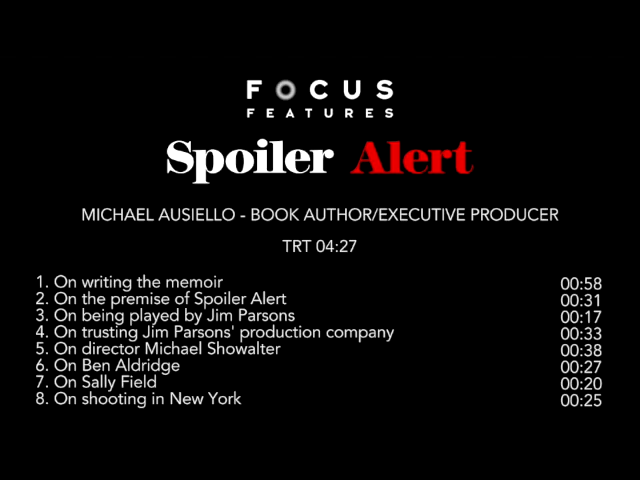 FOCUS
FEATURES
Spoiler Alert
MICHAEL AUSIELLO - BOOK AUTHOR/EXECUTIVE PRODUCER
TRT 04:27
1. On writing the memoir 00:58
2. On the premise of Spoiler Alert 00:31
3. On being played by Jim Parsons 00:17
4. On trusting Jim Parsons' production company 00:33
5. On director Michael Showalter 00:38
6. On Ben Aldridge 00:27
7. On Sally Field 00:20
8. On shooting in New York 00:25